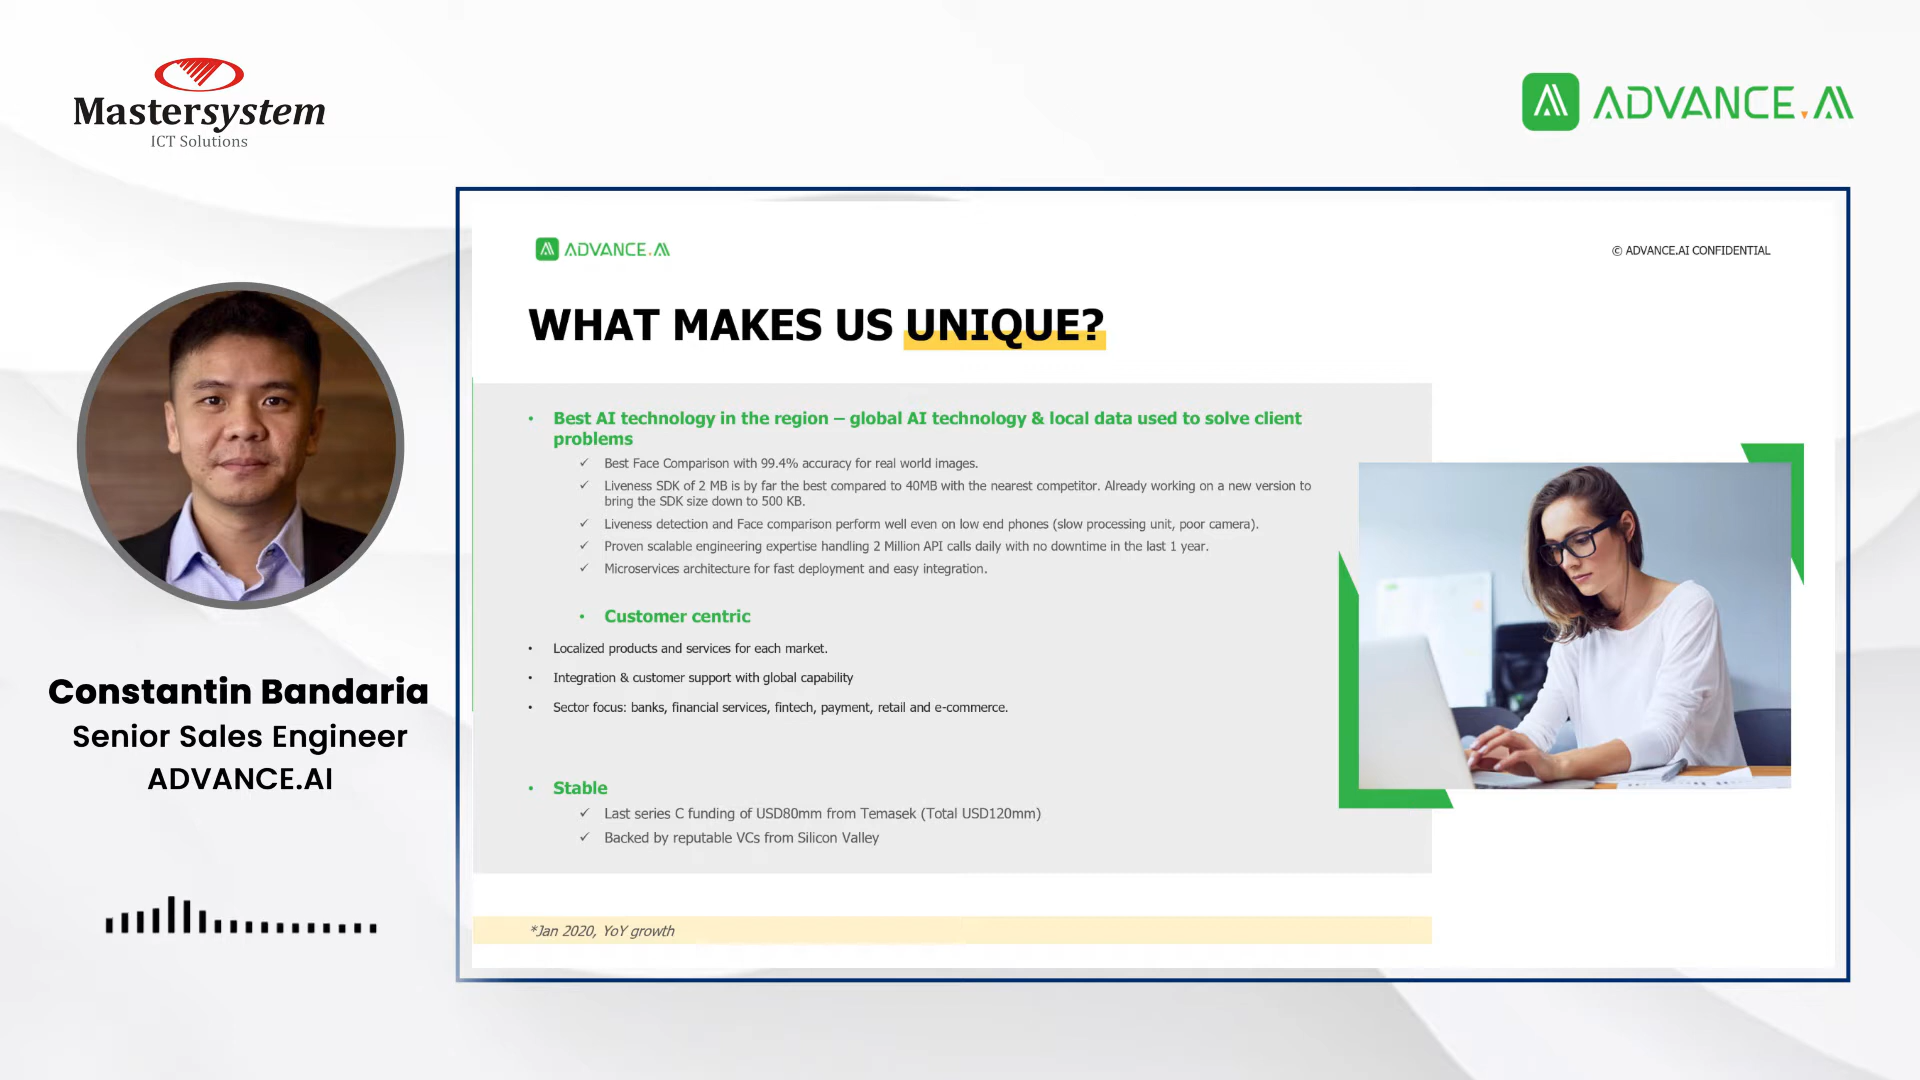 Mastersystem
ICT Solutions
ADVANCE.AI
ADVANCE.AI
© ADVANCE.AI CONFIDENTIAL
WHAT MAKES US UNIQUE?
• Best AI technology in the region – global AI technology & local data used to solve client
problems
✓ Best Face Comparison with 99.4% accuracy for real world images.
✓ Liveness SDK of 2 MB is by far the best compared to 40MB with the nearest competitor. Already working on a new version to
bring the SDK size down to 500 KB.
✓ Liveness detection and Face comparison perform well even on low end phones (slow processing unit, poor camera).
✓ Proven scalable engineering expertise handling 2 Million API calls daily with no downtime in the last 1 year.
✓ Microservices architecture for fast deployment and easy integration.
• Customer centric
• Localized products and services for each market.
• Integration & customer support with global capability
• Sector focus: banks, financial services, fintech, payment, retail and e-commerce.
• Stable
✓ Last series C funding of USD80mm from Temasek (Total USD120mm)
✓ Backed by reputable VCs from Silicon Valley
*Jan 2020, YoY growth
Constantin Bandaria
Senior Sales Engineer
ADVANCE.AI